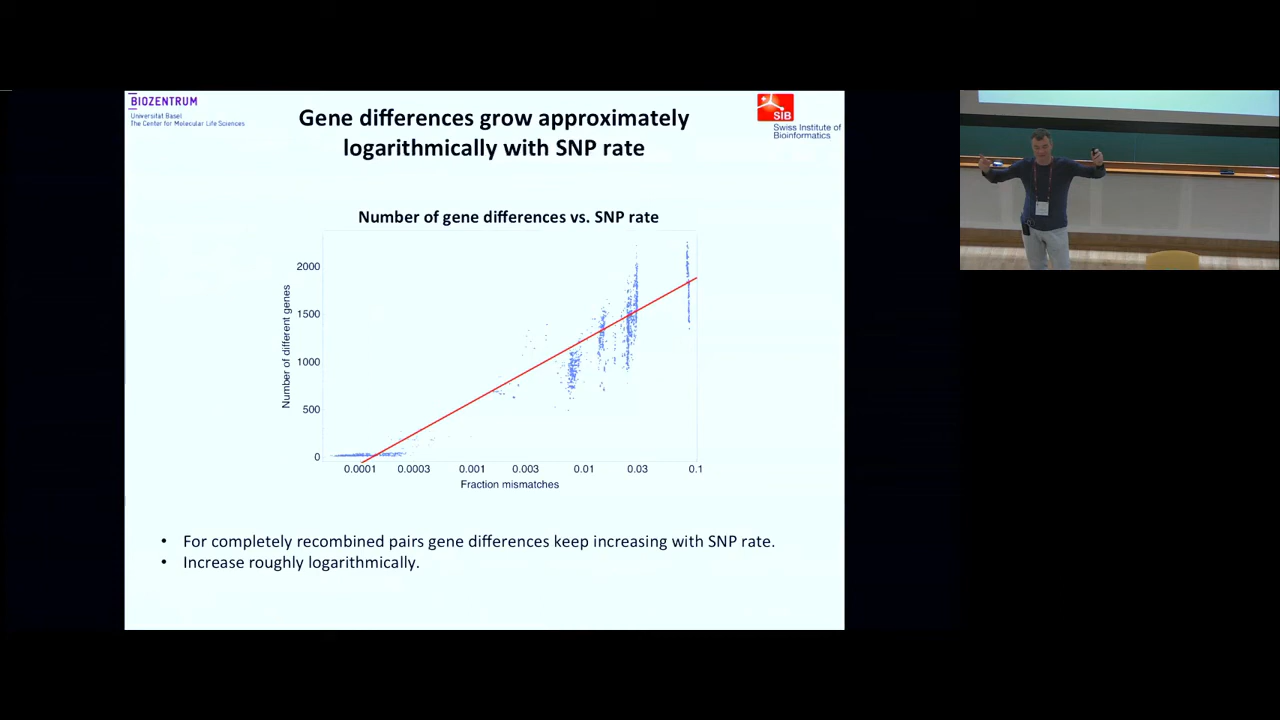 BIOZENTRUM
Universität Basel
The Center for Molecular Life Sciences
Gene differences grow approximately
logarithmically with SNP rate
SIB
Swiss Institute of
Bioinformatics
Number of gene differences vs. SNP rate
Number of different genes
2000
1500
1000
500
0
0.0001 0.0003 0.001 0.003 0.01 0.03 0.1
Fraction mismatches
• For completely recombined pairs gene differences keep increasing with SNP rate.
• Increase roughly logarithmically.